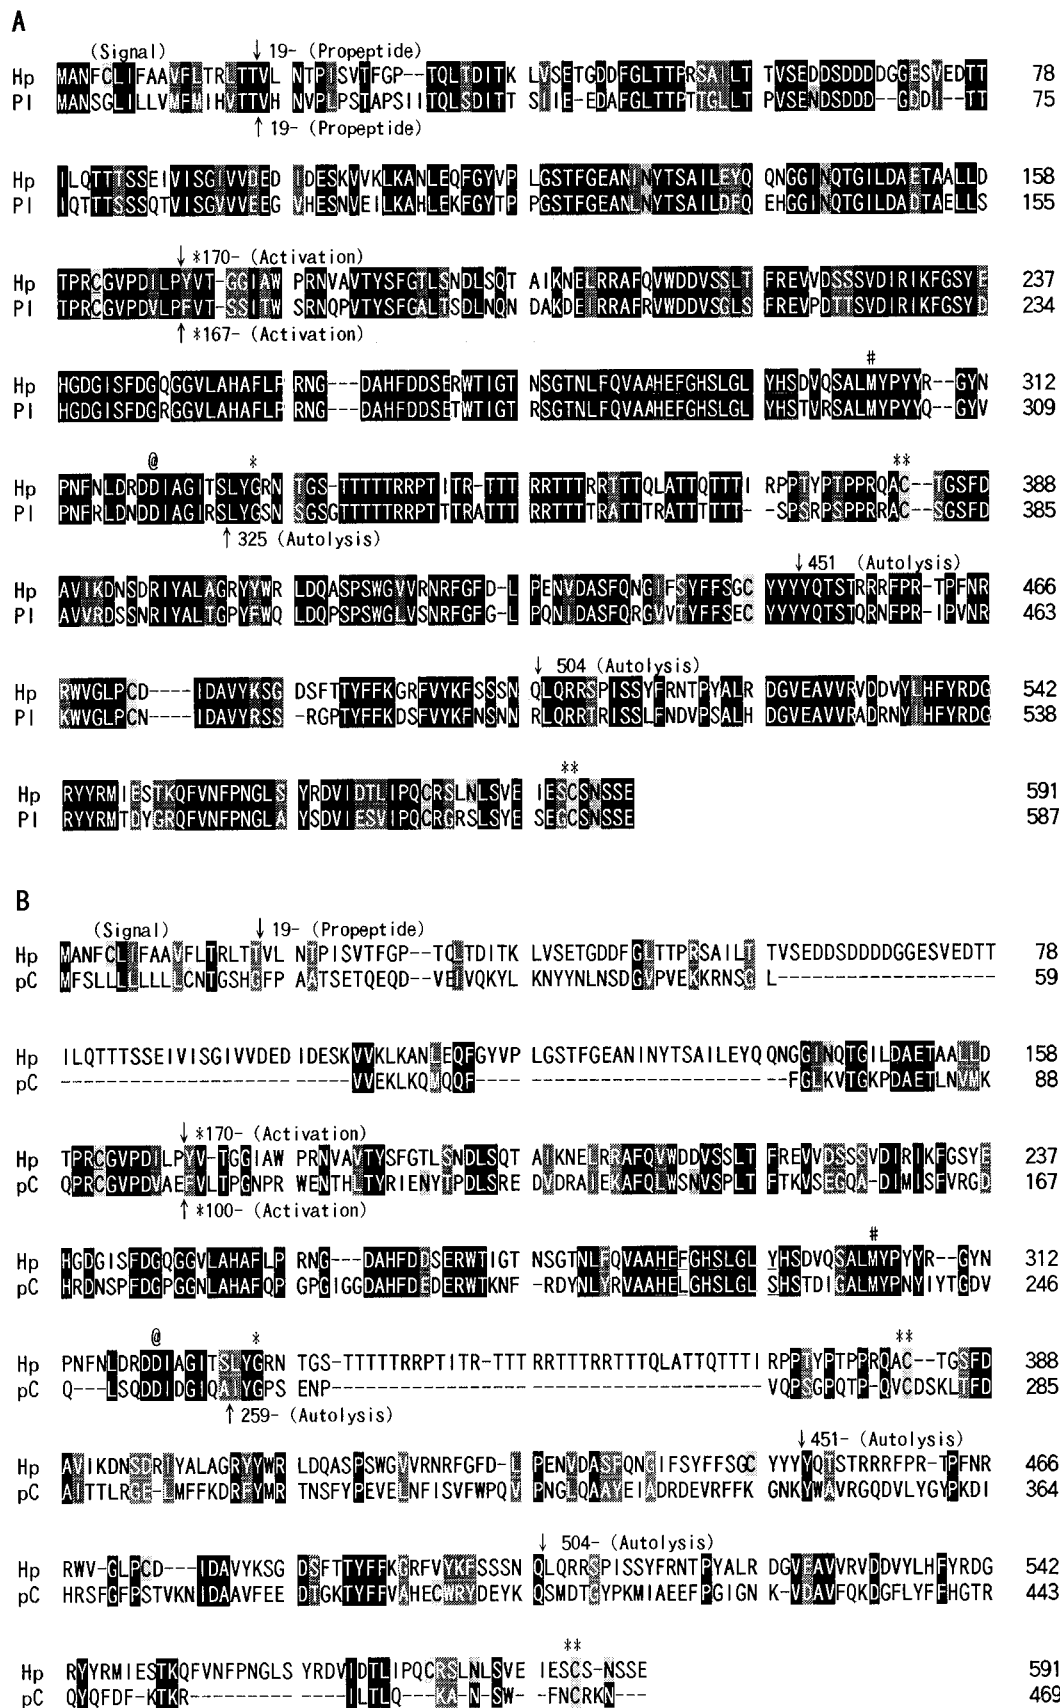 A
(Signal) ↓ 19- (Propeptide)
Hp MANFCLIFAAVFLTRLTTVL NTPISVTFGP--TQLTDITK LVSETGDDFGLTTPRSAILT TVSEDDSDDDDGGESVEDTT 78
Pl MANSGLILLLVMFMIHVTTVH NVPLPSTAPSIITQLSDITT SIIE-EDAFGLTTPTTGLLT PVSENDSDDD--GDDI--TT 75
↑ 19- (Propeptide)
Hp ILQTTTSSEIVISGIVVDED IDESKVVKLKANLEQFGYVP LGSTFGEANINYTSAILEYQ QNGGINQTGILDAETAALLD 158
Pl IQTTTSSSQTVISGVVVEEG VHESNVEILKAHLEKFGYTP PGSTFGEANLNYTSAILDFQ EHGGINQTGILDADTAELLS 155
↓ *170- (Activation)
Hp TPRCGVPDILPYVT-GGIAW PRNVAVTYSFGTLSNDLSQT AIKNELRRAFQVWDDVSSLT FREVVDSSSVDIRIKFGSYE 237
Pl TPRCGVPDVLPFVT-SSITW SRNQPVTYSFGALTSDLNQN DAKDEIRRAFRVWDDVSGLS FREVPDTTSVDIRIKFGSYD 234
↑ *167- (Activation)
#
Hp HGDGISFDGQGGVLAHAFLP RNG---DAHFDDSERWTIGT NSGTNLFQVAAHEFGHSLGL YHSDVQSALMYPYYR--GYN 312
Pl HGDGISFDGRGGVLAHAFLP RNG---DAHFDDSETWTIGT RSGTNLFQVAAHEFGHSLGL YHSTVRSALMYPYYQ--GYV 309
@ * **
Hp PNFNLDRDDIAGITSLYGRN TGS-TTTTTRRPTITR-TTT RRTTTTRRTTTQLATTQTTTI RPPTYPTPPRQAC--TGSFD 388
Pl PNFRLDNDDIAGIRSLYGSN SGSGTTTTTRRPTTTRATTT RRTTTTRATTTRATTTTTT-SPSRPSPPRRAC--SGSFD 385
↑ 325 (Autolysis)
↓ 451 (Autolysis)
Hp AVIKDNSDRIYALAGRYYWR LDQASPSWGVVRNRFGFD-L PENVDASFQNGIFSYFFSGC YYYYQTSTRRRFPR-TPFNR 466
Pl AVVRDSSNRIYALTGPYFWQ LDQPSPSWGLVSNRFGFG-L PQNIDASFQRGVVTYFFSEC YYYYQTSTQRNFPR-IPVNR 463
↓ 504 (Autolysis)
Hp RWVGLPCD----IDAVYKSG DSFTTYFFKGRFVYKFSSSN QLQRRSPISSYFRNTPYALR DGVEAVVRVDDVYLHFYRDG 542
Pl KWVGLPCN----IDAVYRSS -RGPTYFFKDSFVYKFNSNN RLQRRTRISSLFNDVPSALH DGVEAVVRADRNYIHFYRDG 538
**
Hp RYYRMIESTKQFVNFPNGLS YRDVIDTLIPQCRSLNLSVE IESCSNSSE 591
Pl RYYRMTDYGRQFVNFPNGLA YSDVIESVIPQCRGRSLSYE SEGCSNSSE 587
B
(Signal) ↓ 19- (Propeptide)
Hp MANFCLIFAAVFLTRLTTVL NTPISVTFGP--TQLTDITK LVSETGDDFGLTTPRSAILT TVSEDDSDDDDGGESVEDTT 78
pC MFSLLLLLLLLCNTGSHGFP AATSETQEQD--VEIVQKYL KNYYNLNSDGVPVEKKRNSG L------------------- 59
Hp ILQTTTSSEIVISGIVVDED IDESKVVKLKANLEQFGYVP LGSTFGEANINYTSAILEYQ QNGGINQTGILDAETAALLD 158
pC -------------------- -----VVEKLKQMQQF---- -------------------- --FGLKVTGKPDAETLNVMK 88
↓ *170- (Activation)
Hp TPRCGVPDILPYV-TGGIAW PRNVAVTYSFGTLSNDLSQT AIKNELRRAFQVWDDVSSLT FREVVDSSSVDIRIKFGSYE 237
pC QPRCGVPDVAEFVLTPGNPR WENTHLTYRIENYTPDLSRE DVDRAIEKAFQLWSNVSPLT FTKVSEGQA-DIMISFVRGD 167
↑ *100- (Activation)
#
Hp HGDGISFDGQGGVLAHAFLP RNG---DAHFDDSERWTIGT NSGTNLFQVAAHEFGHSLGL YHSDVQSALMYPYYR--GYN 312
pC HRDNSPFDGPGGNLAHAFQP GPGIGGDAHFDEDERWTKNF -RDYNLYRVAAHELGHSLGL SHSTDIGALMYPNYIYTGDV 246
@ * **
Hp PNFNLDRDDIAGITSLYGRN TGS-TTTTTRRPTITR-TTT RRTTTRRTTTQLATTQTTTI RPPTYPTPPRQAC--TGSFD 388
pC Q---LSQDDIDGIQAIYGPS ENP----------------- -------------------- VQPSGPQTP-QVCDSKLTFD 285
↑ 259- (Autolysis)
↓ 451- (Autolysis)
Hp AVIKDNSDRIYALAGRYYWR LDQASPSWGVVRNRFGFD-L PENVDASFQNGIFSYFFSGC YYYYQTSTRRRFPR-TPFNR 466
pC AITTLRGE-LMFFKDRFYMR TNSFYPEVELNFISVFWPQV PNGLQAAYEIADRDEVRFFK GNKYWAVRGQDVLYGYPKDI 364
↓ 504- (Autolysis)
Hp RWV-GLPCD---IDAVYKSG DSFTTYFFKGRFVYKFSSSN QLQRRSPISSYFRNTPYALR DGVEAVVRVDDVYLHFYRDG 542
pC HRSFGFPSTVKNIDAAVFEE DTGKTYFFVAHECWRYDEYK QSMDTGYPKMIAEEFPGIGN K-VDAVFQKDGFLYFFHGTR 443
**
Hp RYYRMIESTKQFVNFPNGLS YRDVIDTLIPQCRSLNLSVE IESCS-NSSE 591
pC QYQFDF-KTKR--------- ----ILTLQ---KA-N-SW- -FNCRKN--- 469